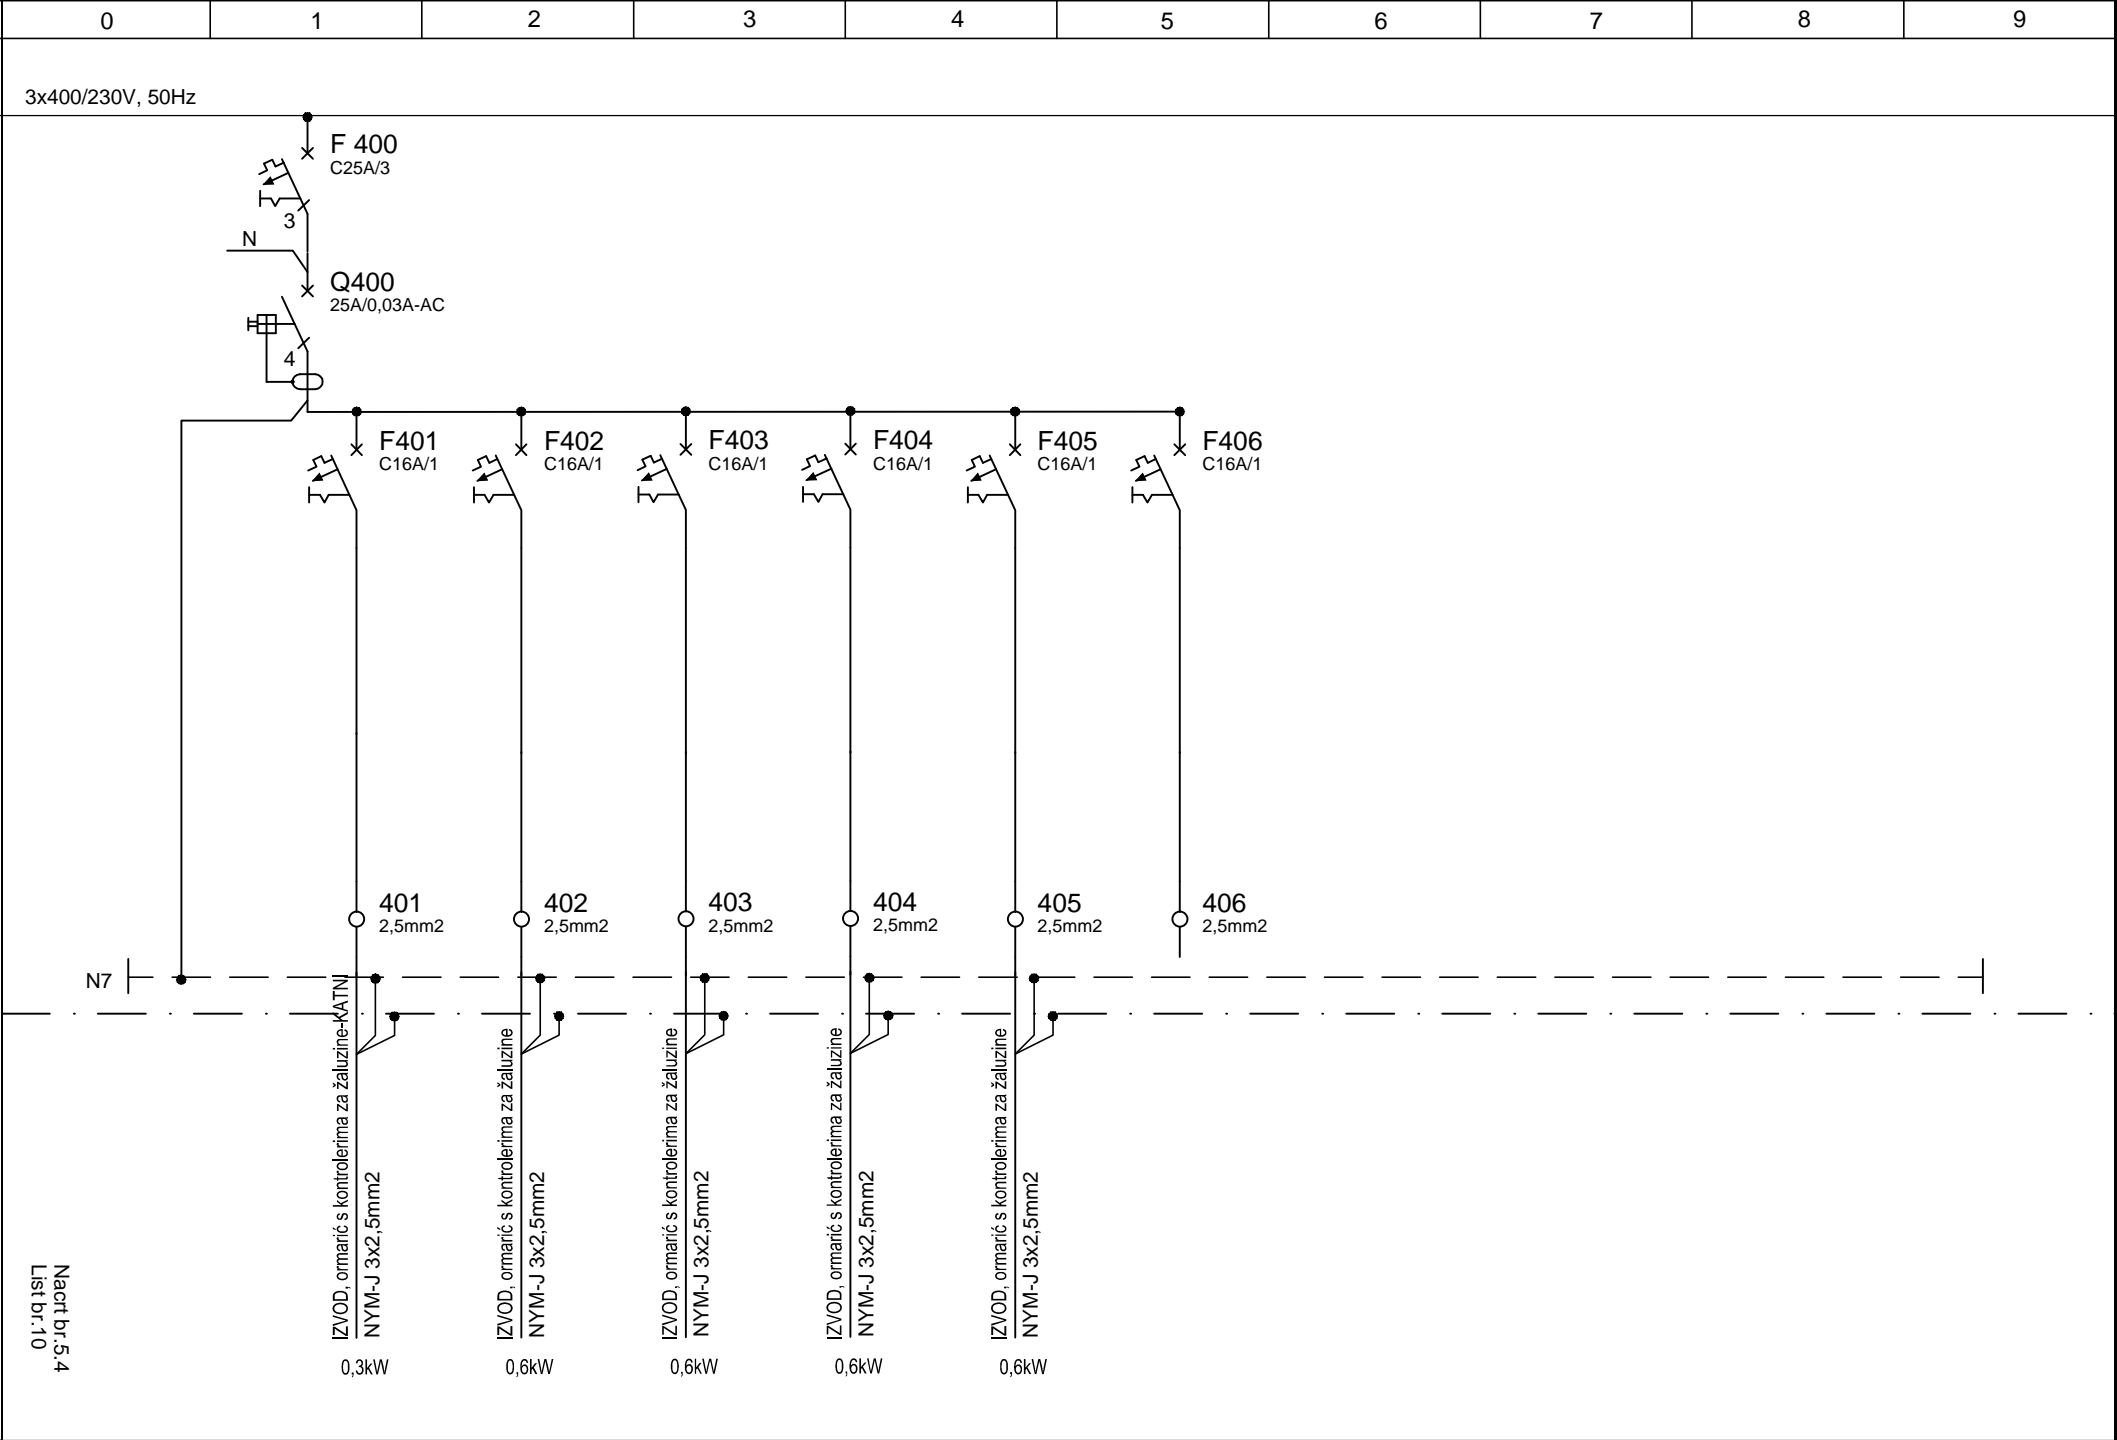 0 1 2 3 4 5 6 7 8 9
3x400/230V, 50Hz
F 400
C25A/3
3
N
Q400
25A/0,03A-AC
4
F401
C16A/1
F402
C16A/1
F403
C16A/1
F404
C16A/1
F405
C16A/1
F406
C16A/1
401
2,5mm2
402
2,5mm2
403
2,5mm2
404
2,5mm2
405
2,5mm2
406
2,5mm2
N7
IZVOD, ormarić s kontrolerima za žaluzine-KATNI
NYM-J 3x2,5mm2
0,3kW
IZVOD, ormarić s kontrolerima za žaluzine
NYM-J 3x2,5mm2
0,6kW
IZVOD, ormarić s kontrolerima za žaluzine
NYM-J 3x2,5mm2
0,6kW
IZVOD, ormarić s kontrolerima za žaluzine
NYM-J 3x2,5mm2
0,6kW
IZVOD, ormarić s kontrolerima za žaluzine
NYM-J 3x2,5mm2
0,6kW
Nacrt br.5.4
List br.10